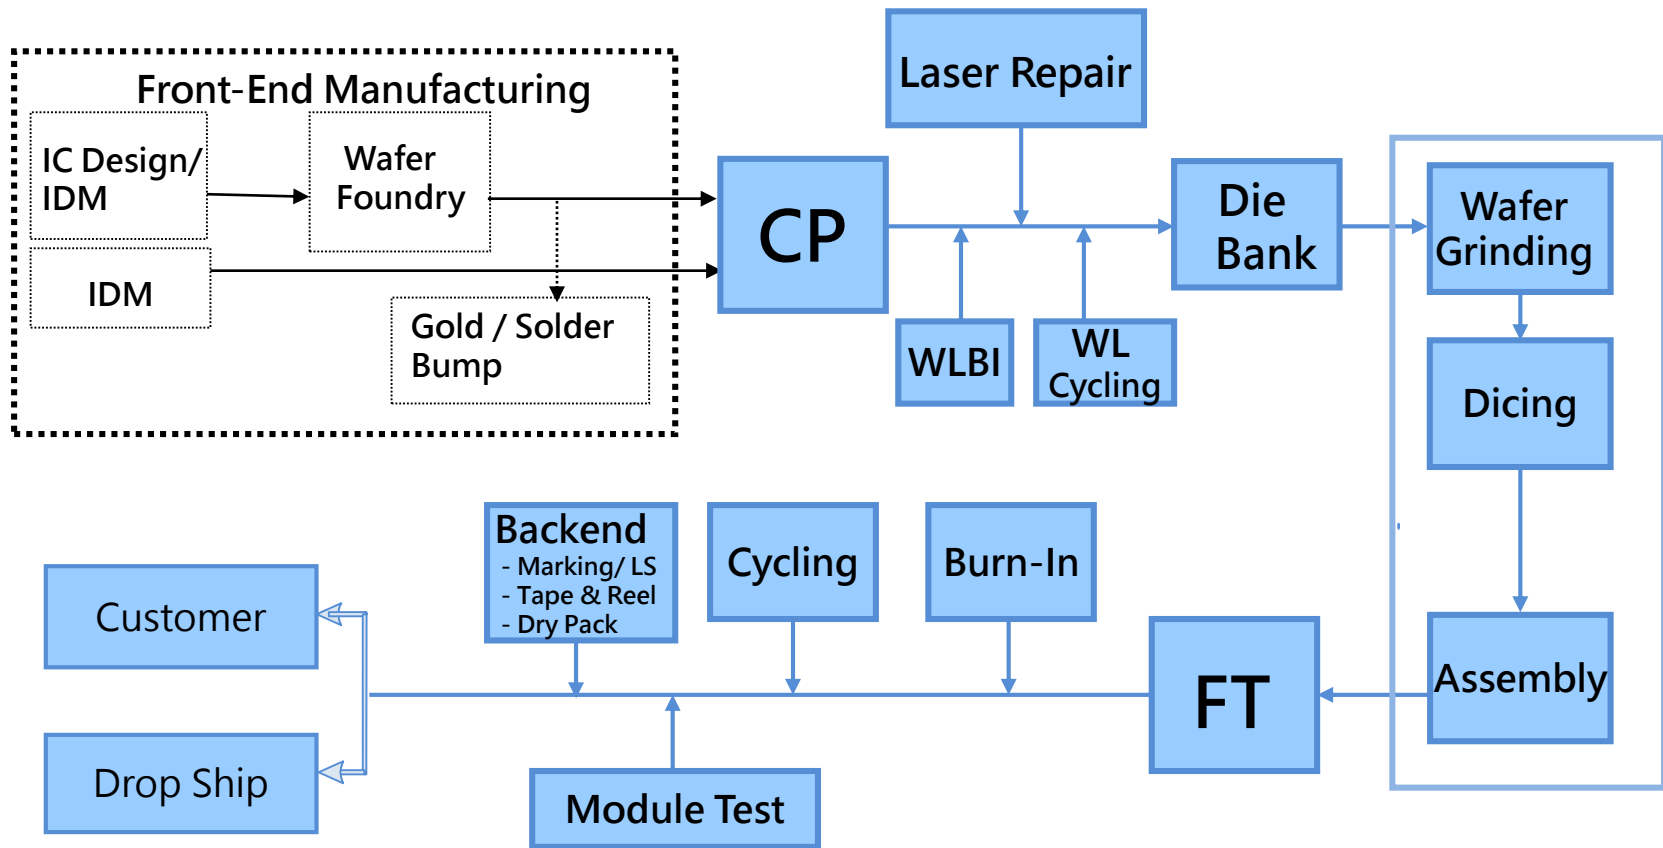 Front-End Manufacturing
IC Design/
IDM
Wafer
Foundry
IDM
Gold / Solder
Bump
CP
Laser Repair
WLBI
WL
Cycling
Die
Bank
Wafer
Grinding
Dicing
Assembly
FT
Burn-In
Cycling
Backend
- Marking/ LS
- Tape & Reel
- Dry Pack
Module Test
Customer
Drop Ship